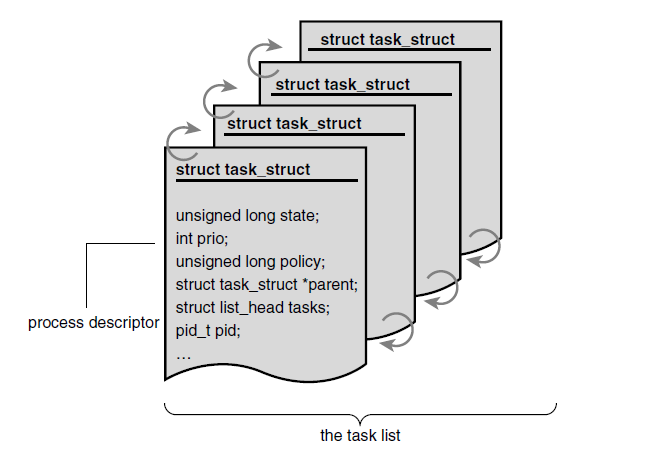 struct task_struct
struct task_struct
struct task_struct
struct task_struct
unsigned long state;
int prio;
unsigned long policy;
struct task_struct *parent;
struct list_head tasks;
pid_t pid;
…
process descriptor
the task list